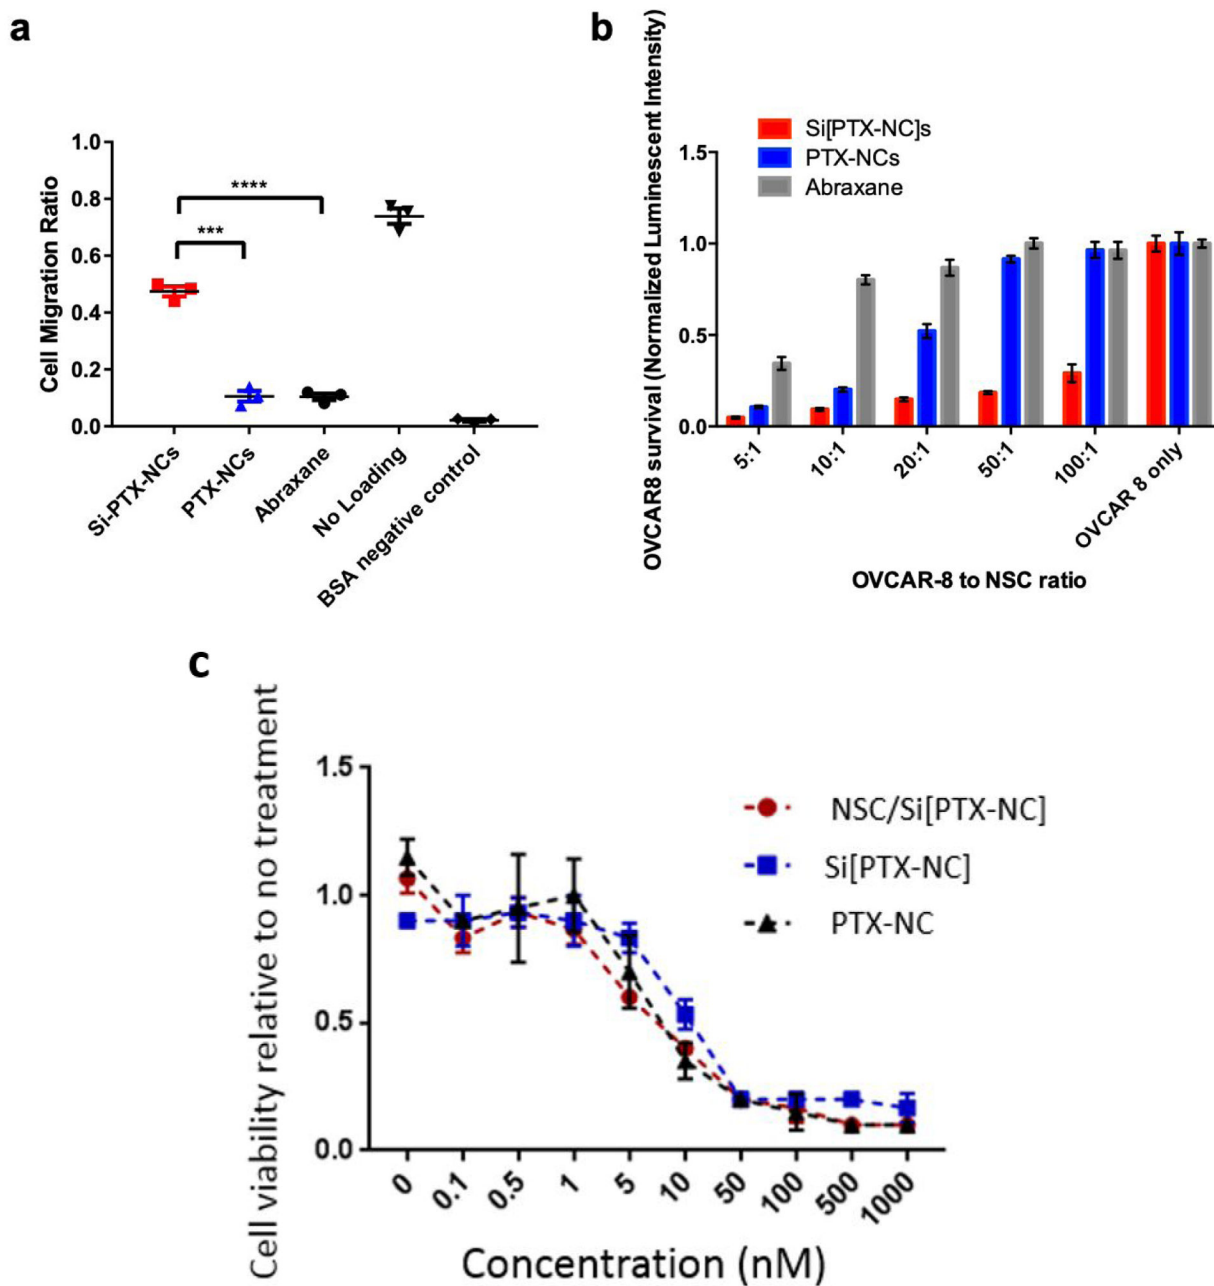 a
Cell Migration Ratio
1.0
0.8
0.6
0.4
0.2
0.0
****
***
Si-PTX-NCs
PTX-NCs
Abraxane
No Loading
BSA negative control
b
OVCAR8 survival (Normalized Luminescent Intensity)
Si[PTX-NC]s
PTX-NCs
Abraxane
1.5
1.0
0.5
0.0
5:1
10:1
20:1
50:1
100:1
OVCAR 8 only
OVCAR-8 to NSC ratio
c
Cell viability relative to no treatment
1.5
1.0
0.5
0.0
NSC/Si[PTX-NC]
Si[PTX-NC]
PTX-NC
0
0.1
0.5
1
5
10
50
100
500
1000
Concentration (nM)